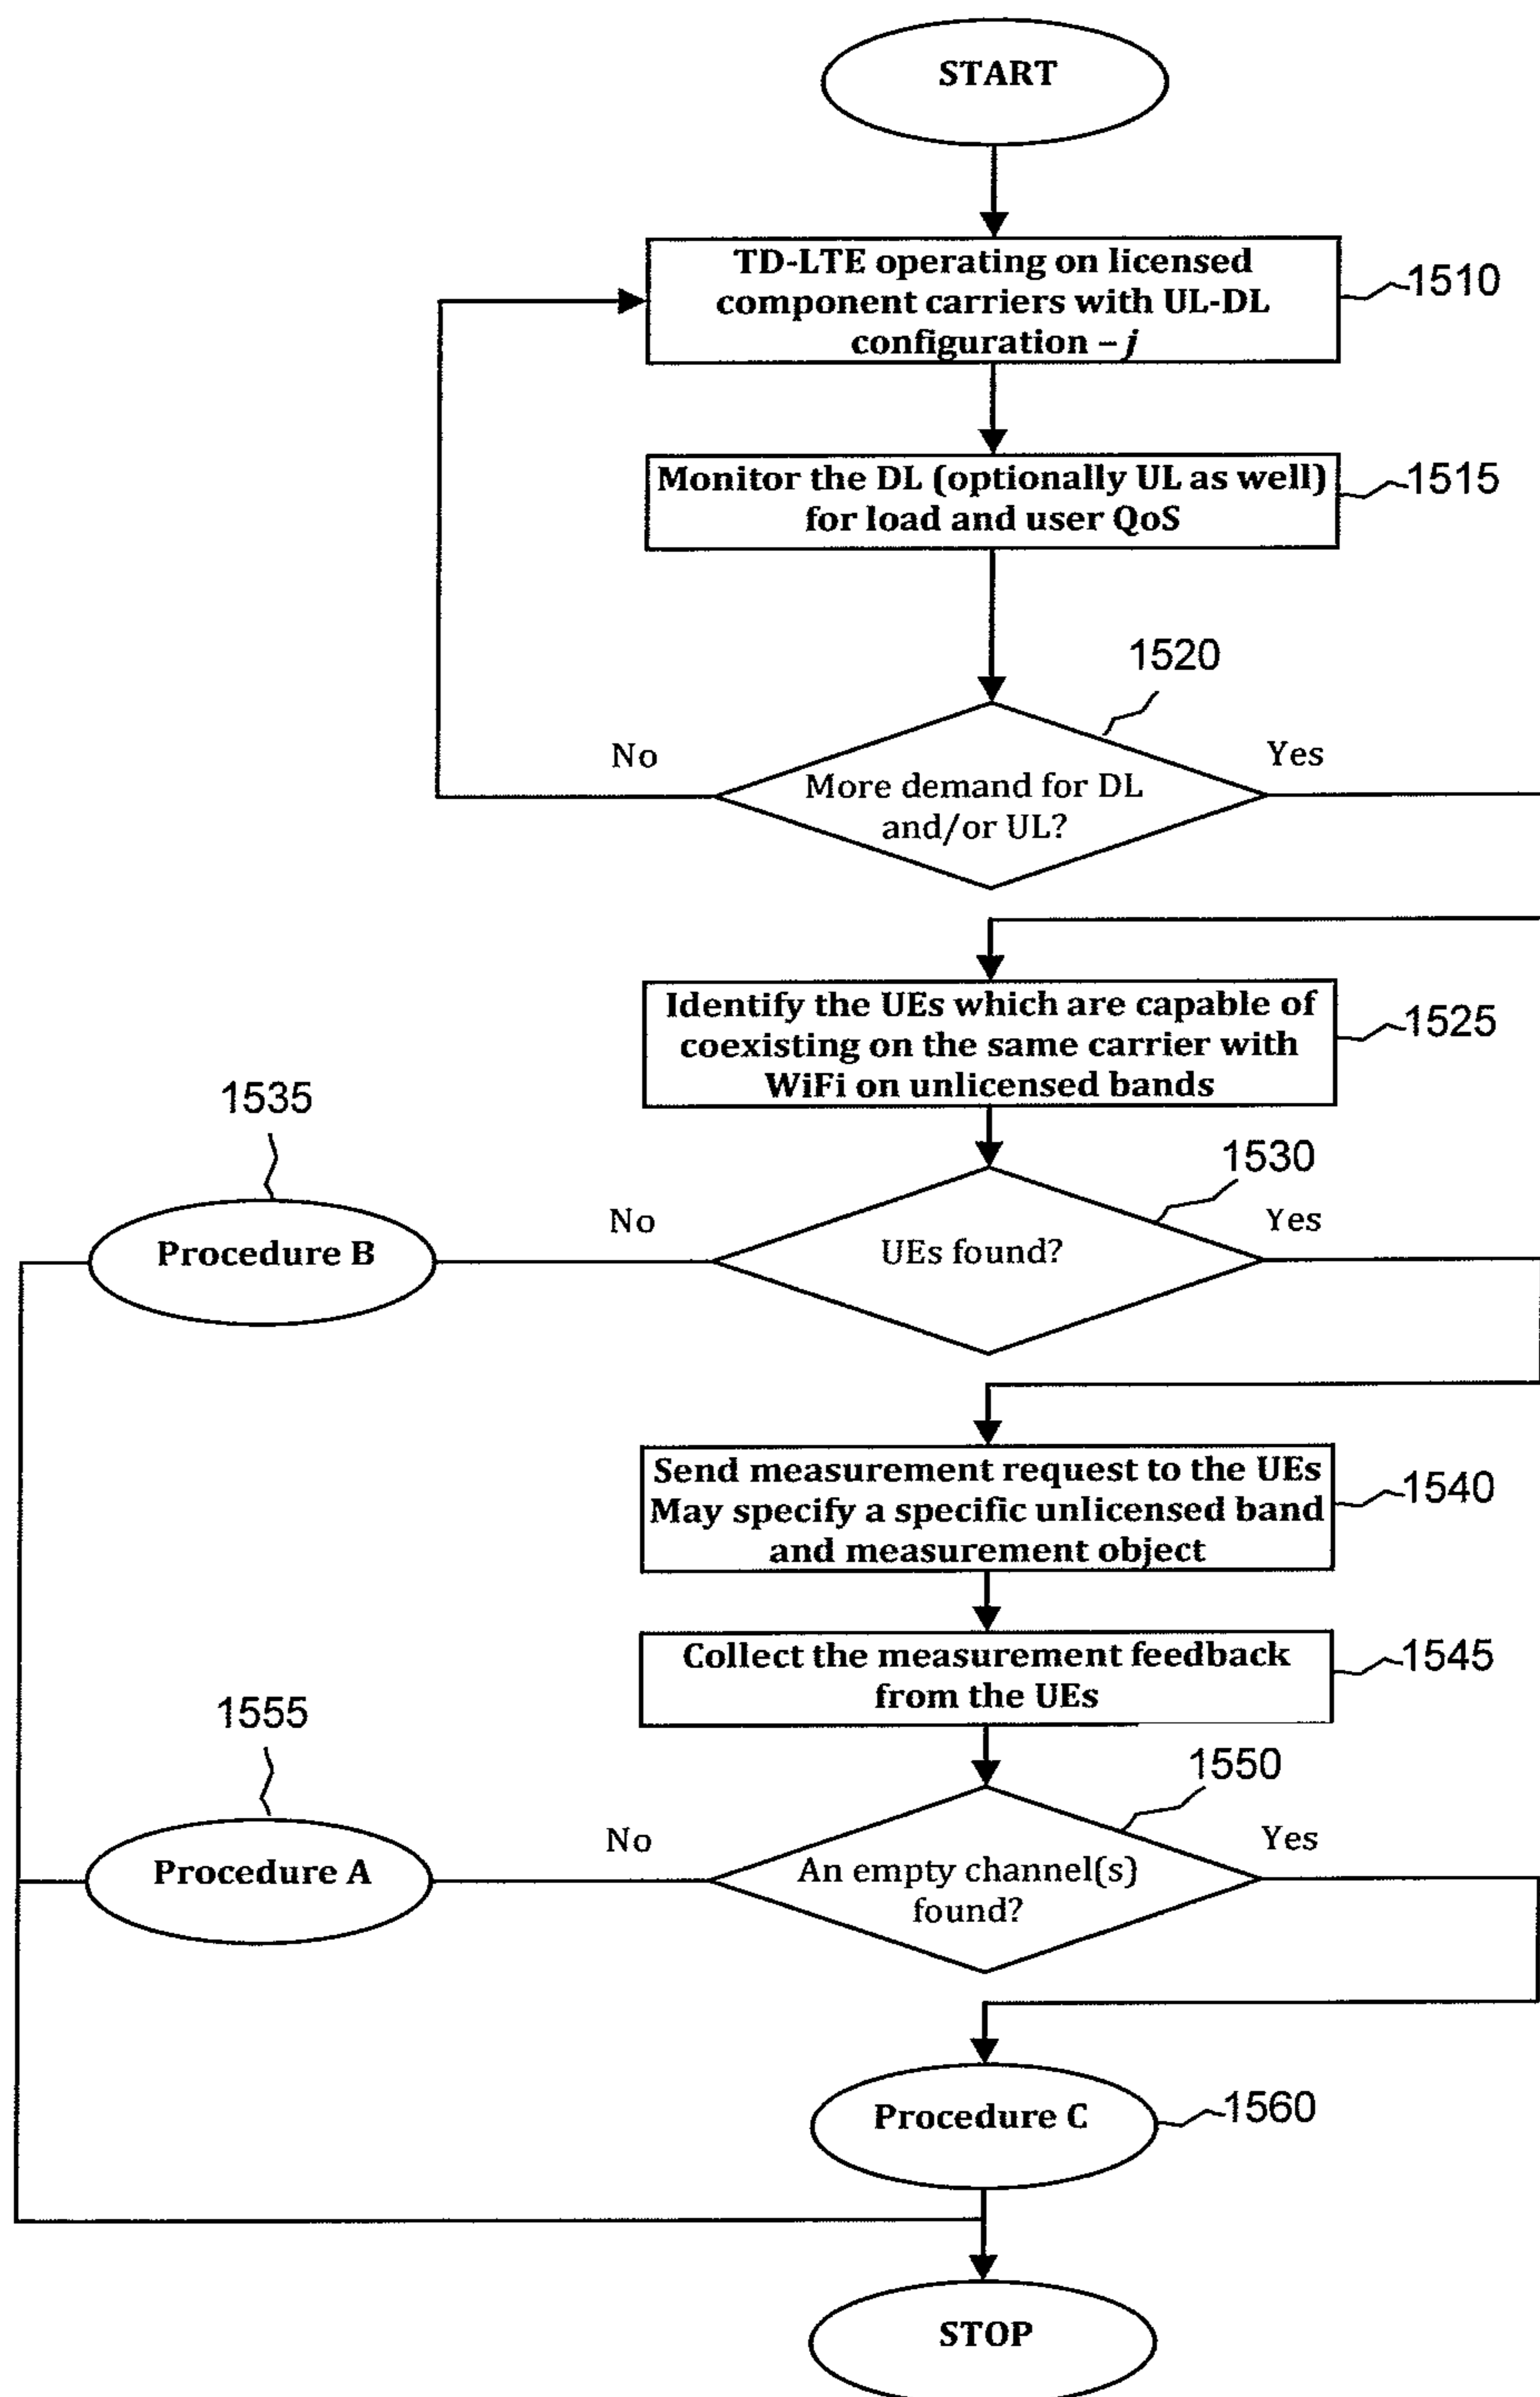 START
TD-LTE operating on licensed
component carriers with UL-DL
configuration – j
1510
Monitor the DL (optionally UL as well)
for load and user QoS
1515
1520
No
Yes
More demand for DL
and/or UL?
Identify the UEs which are capable of
coexisting on the same carrier with
WiFi on unlicensed bands
1525
1535
1530
Procedure B
No
Yes
UEs found?
Send measurement request to the UEs
May specify a specific unlicensed band
and measurement object
1540
Collect the measurement feedback
from the UEs
1545
1555
1550
Procedure A
No
Yes
An empty channel(s)
found?
Procedure C
1560
STOP